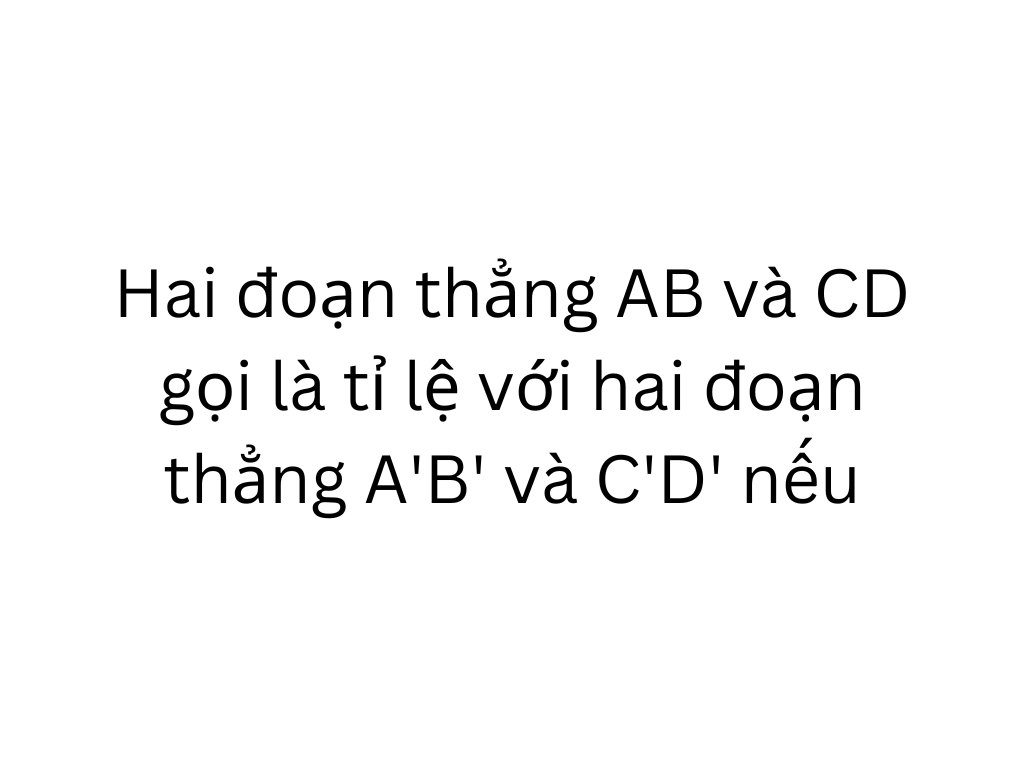 Hai đoạn thẳng AB và CD
gọi là tỉ lệ với hai đoạn
thẳng A'B' và C'D' nếu